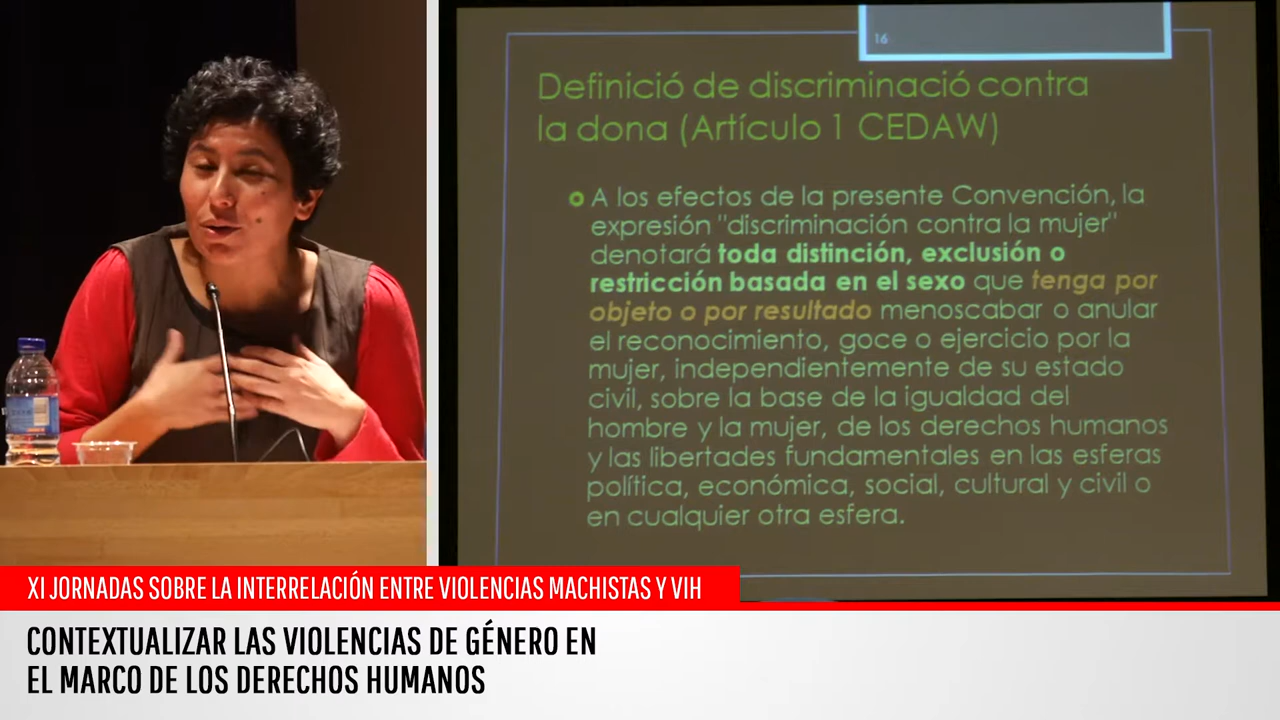 16
Definició de discriminació contra
la dona (Artículo 1 CEDAW)
A los efectos de la presente Convención, la
expresión "discriminación contra la mujer"
denotará toda distinción, exclusión o
restricción basada en el sexo que tenga por
objeto o por resultado menoscabar o anular
el reconocimiento, goce o ejercicio por la
mujer, independientemente de su estado
civil, sobre la base de la igualdad del
hombre y la mujer, de los derechos humanos
y las libertades fundamentales en las esferas
política, económica, social, cultural y civil o
en cualquier otra esfera.
XI JORNADAS SOBRE LA INTERRELACIÓN ENTRE VIOLENCIAS MACHISTAS Y VIH
CONTEXTUALIZAR LAS VIOLENCIAS DE GÉNERO EN
EL MARCO DE LOS DERECHOS HUMANOS